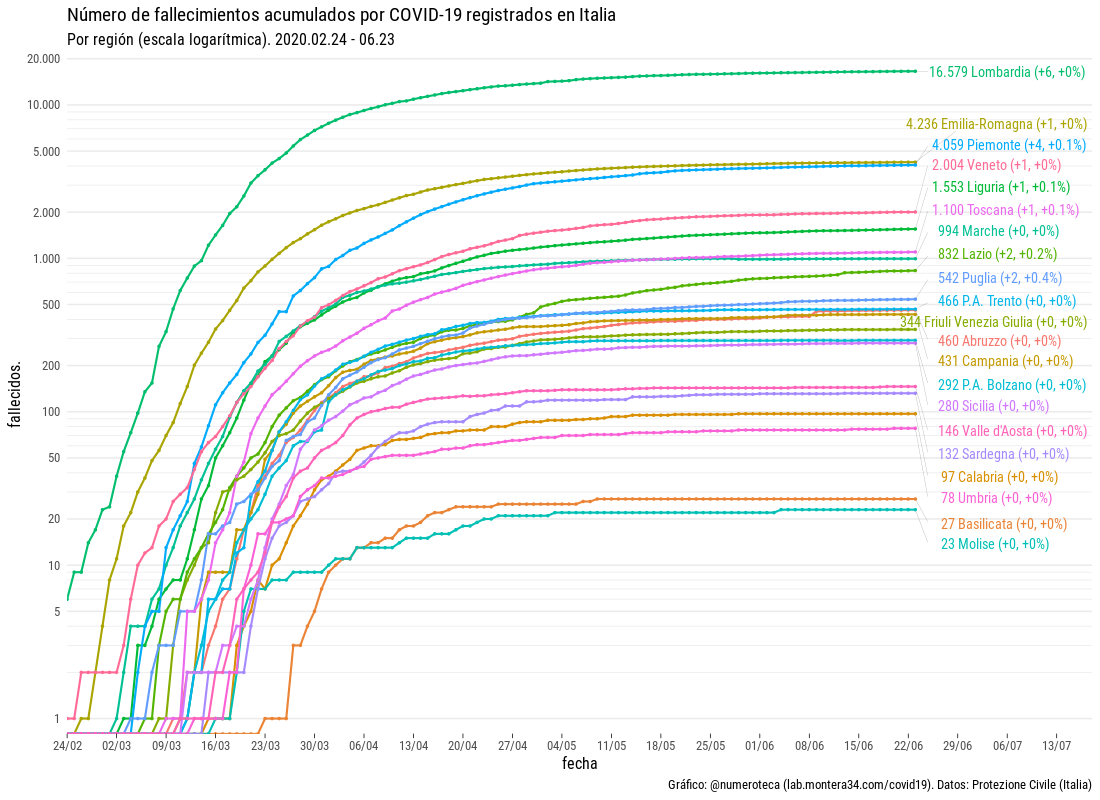 Número de fallecimientos acumulados por COVID-19 registrados en Italia
Por región (escala logarítmica). 2020.02.24 - 06.23
20.000
10.000
5.000
2.000
1.000
500
200
100
50
20
10
5
1
fallecidos.
16.579 Lombardia (+6, +0%)
4.236 Emilia-Romagna (+1, +0%)
4.059 Piemonte (+4, +0.1%)
2.004 Veneto (+1, +0%)
1.553 Liguria (+1, +0.1%)
1.100 Toscana (+1, +0.1%)
994 Marche (+0, +0%)
832 Lazio (+2, +0.2%)
542 Puglia (+2, +0.4%)
466 P.A. Trento (+0, +0%)
344 Friuli Venezia Giulia (+0, +0%)
460 Abruzzo (+0, +0%)
431 Campania (+0, +0%)
292 P.A. Bolzano (+0, +0%)
280 Sicilia (+0, +0%)
146 Valle d'Aosta (+0, +0%)
132 Sardegna (+0, +0%)
97 Calabria (+0, +0%)
78 Umbria (+0, +0%)
27 Basilicata (+0, +0%)
23 Molise (+0, +0%)
24/02 02/03 09/03 16/03 23/03 30/03 06/04 13/04 20/04 27/04 04/05 11/05 18/05 25/05 01/06 08/06 15/06 22/06 29/06 06/07 13/07
fecha
Gráfico: @numeroteca (lab.montera34.com/covid19). Datos: Protezione Civile (Italia)